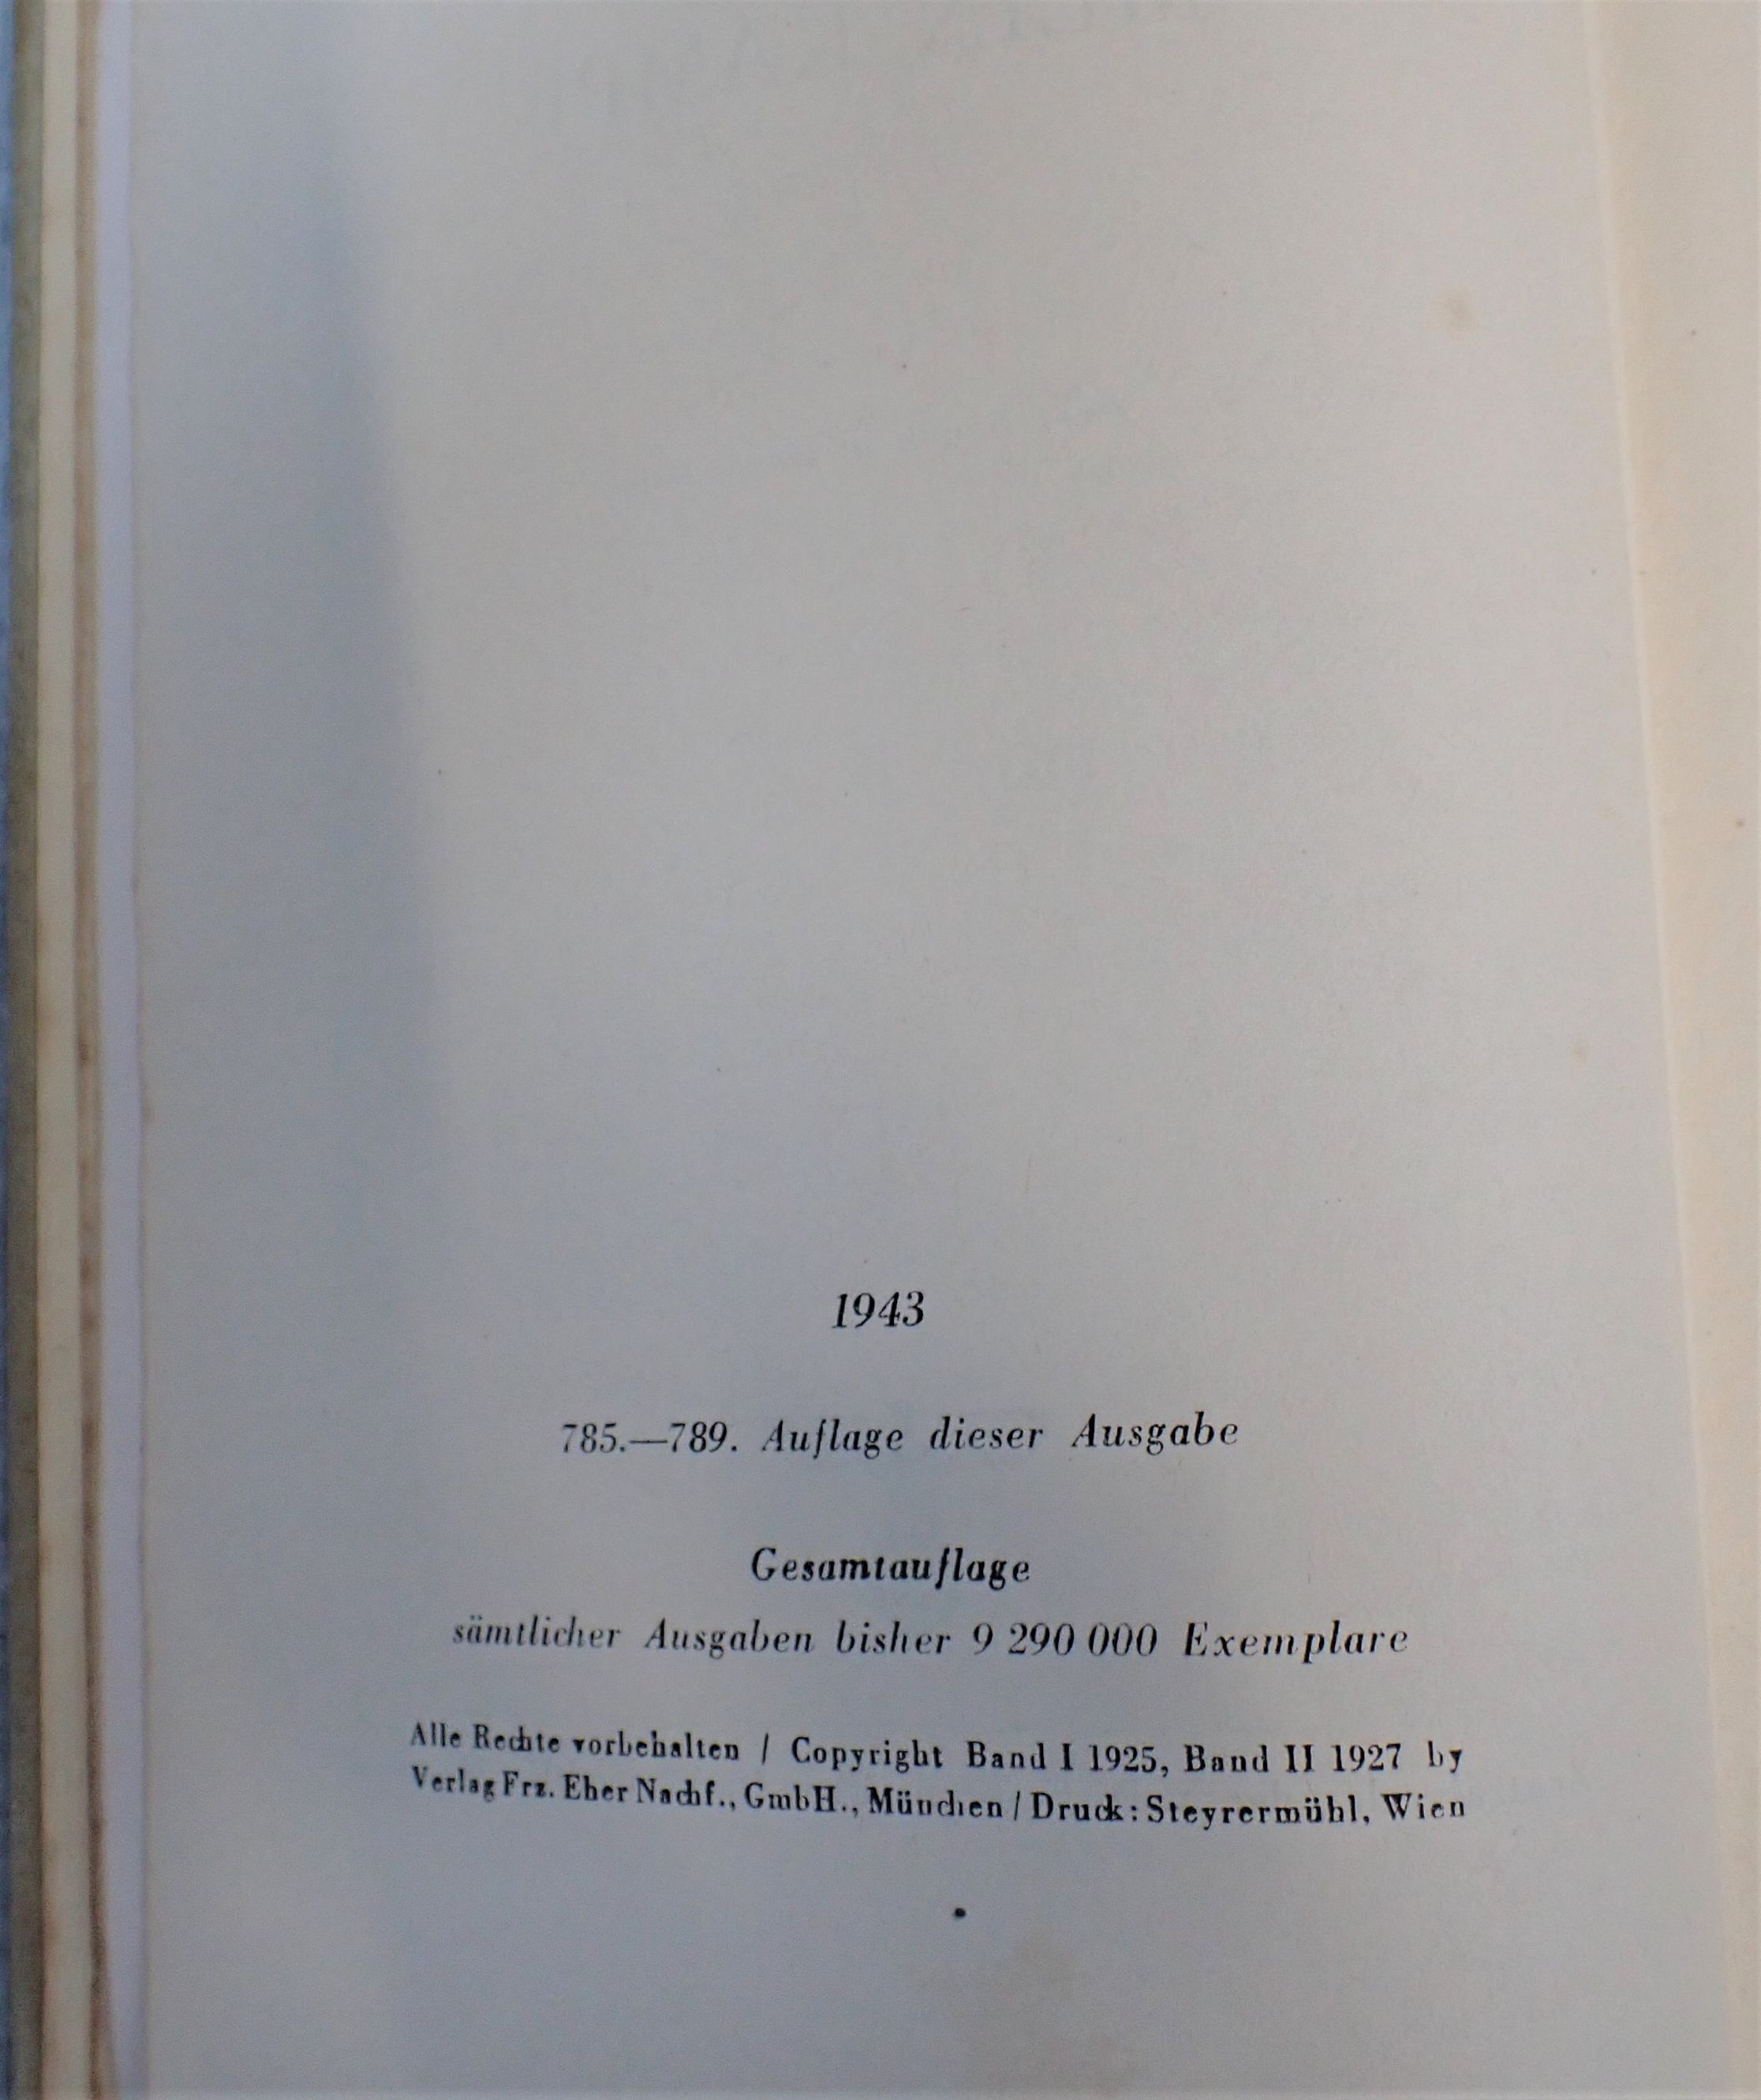 1943
785.—789. Auflage dieser Ausgabe
Gesamtauflage
sämtlicher Ausgaben bisher 9 290 000 Exemplare
Alle Rechte vorbehalten / Copyright Band I 1925, Band II 1927 by
Verlag Frz. Eher Nachf., GmbH., München / Druck: Steyrermühl, Wien